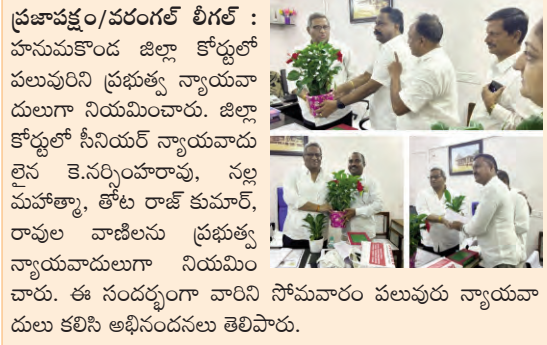 ప్రజాపక్షం/వరంగల్ లీగల్ :
హనుమకొండ జిల్లా కోర్టులో
పలువురిని ప్రభుత్వ న్యాయవా
దులుగా నియమించారు. జిల్లా
కోర్టులో సీనియర్ న్యాయవాదు
లైన కె.నర్సింహరావు, నల్ల
మహాత్మా, తోట రాజ్ కుమార్,
రావుల వాణిలను ప్రభుత్వ
న్యాయవాదులుగా నియమిం
చారు. ఈ సందర్భంగా వారిని సోమవారం పలువురు న్యాయవా
దులు కలిసి అభినందనలు తెలిపారు.